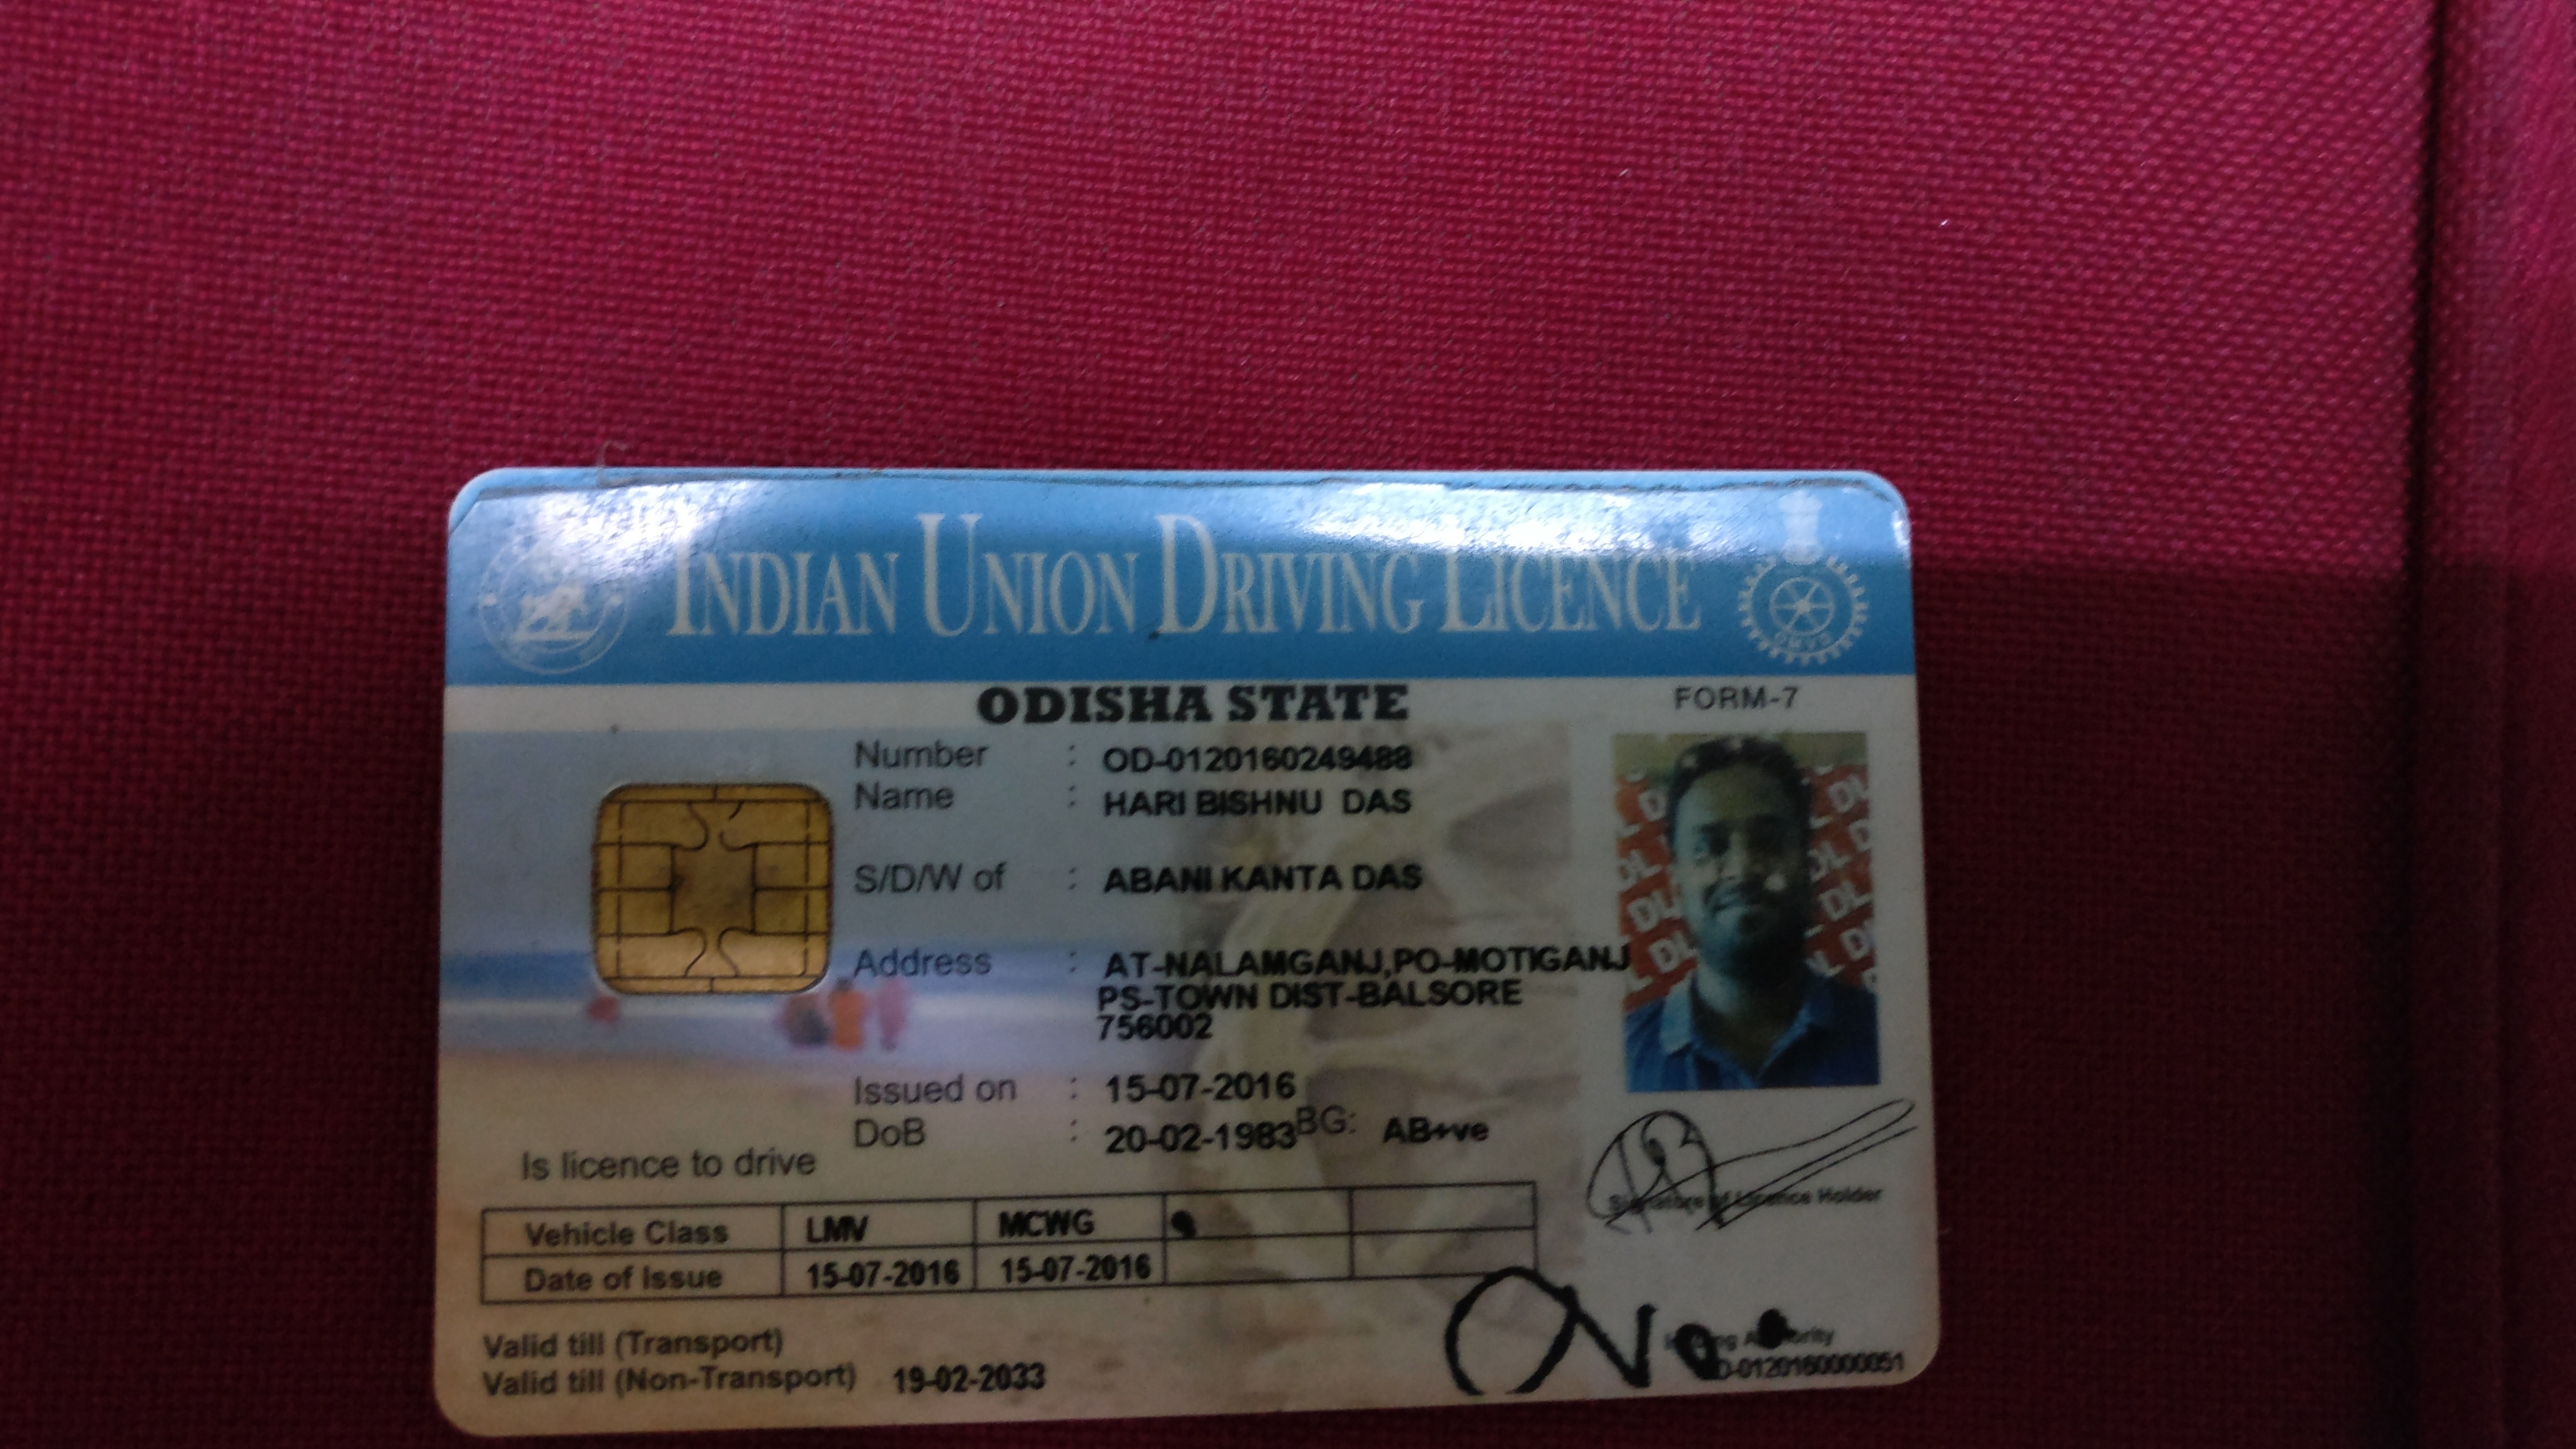 INDIAN UNION DRIVING LICENCE
ODISHA STATE
FORM-7
Number : OD-0120160249488
Name : HARI BISHNU DAS
S/D/W of : ABANI KANTA DAS
Address : AT-NALAMGANJ,PO-MOTIGANJ
PS-TOWN DIST-BALSORE
756002
Issued on : 15-07-2016
DoB : 20-02-1983 BG: AB+ve
Is licence to drive
Signature of Licence Holder
Vehicle Class LMV MCWG
Date of Issue 15-07-2016 15-07-2016
Valid till (Transport)
Valid till (Non-Transport) 19-02-2033
D-0120160000051